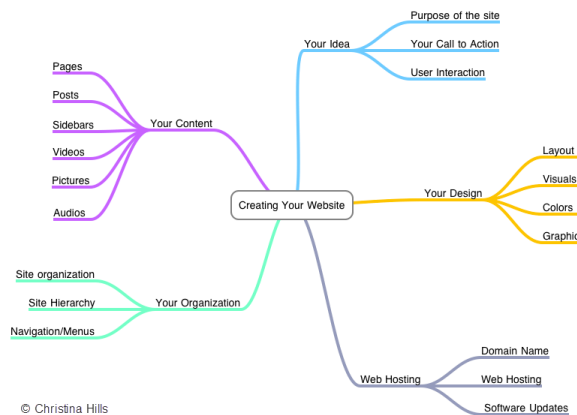 Purpose of the site
Your Idea
Your Call to Action
User Interaction
Pages
Posts
Your Content
Sidebars
Videos
Pictures
Audios
Layout
Visuals
Your Design
Colors
Graphic
Creating Your Website
Site organization
Site Hierarchy
Your Organization
Navigation/Menus
Domain Name
Web Hosting
Web Hosting
Software Updates
© Christina Hills